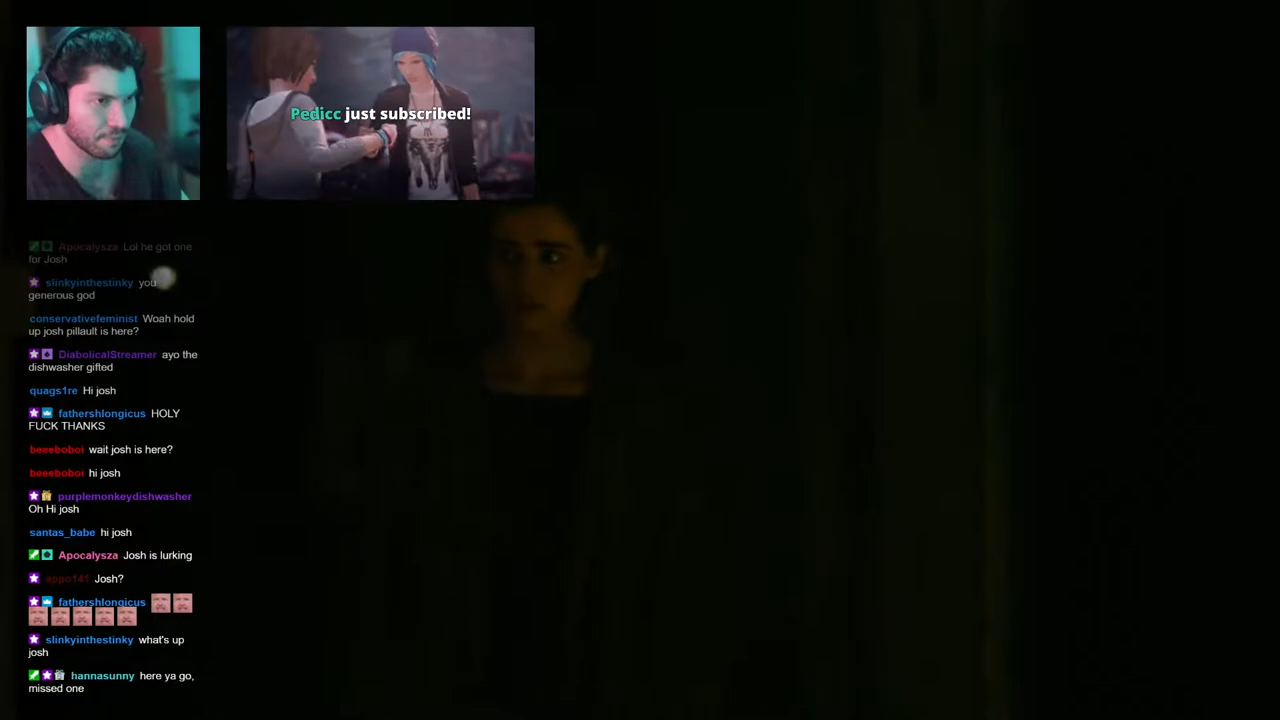 Pedicc just subscribed!
Apocalysza Lol he got one
for Josh
slinkyinthestinky you
generous god
conservativefeminist Woah hold
up josh pillault is here?
DiabolicalStreamer ayo the
dishwasher gifted
quags1re Hi josh
fathershlongicus HOLY
FUCK THANKS
beeeboboi wait josh is here?
beeeboboi hi josh
purplemonkeydishwasher
Oh Hi josh
santas_babe hi josh
Apocalysza Josh is lurking
appo141 Josh?
fathershlongicus
slinkyinthestinky what's up
josh
hannasunny here ya go,
missed one